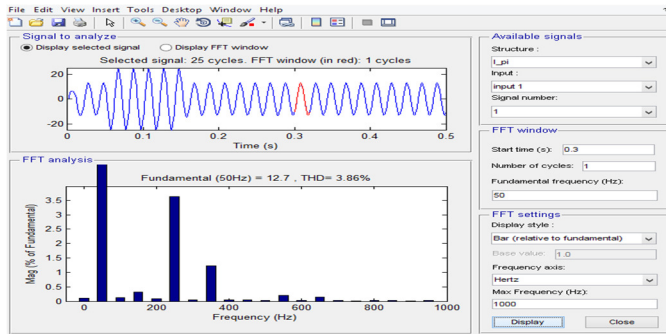 File Edit View Insert Tools Desktop Window Help
Signal to analyze
Display selected signal Display FFT window
Selected signal: 25 cycles. FFT window (in red): 1 cycles
20
0
-20
0 0.1 0.2 0.3 0.4 0.5
Time (s)
FFT analysis
Fundamental (50Hz) = 12.7 , THD= 3.86%
Mag (% of Fundamental)
3.5
3
2.5
2
1.5
1
0.5
0
0 200 400 600 800 1000
Frequency (Hz)
Available signals
Structure :
I_pi
Input :
input 1
Signal number:
1
FFT window
Start time (s): 0.3
Number of cycles: 1
Fundamental frequency (Hz):
50
FFT settings
Display style :
Bar (relative to fundamental)
Base value: 1.0
Frequency axis:
Hertz
Max Frequency (Hz):
1000
Display Close